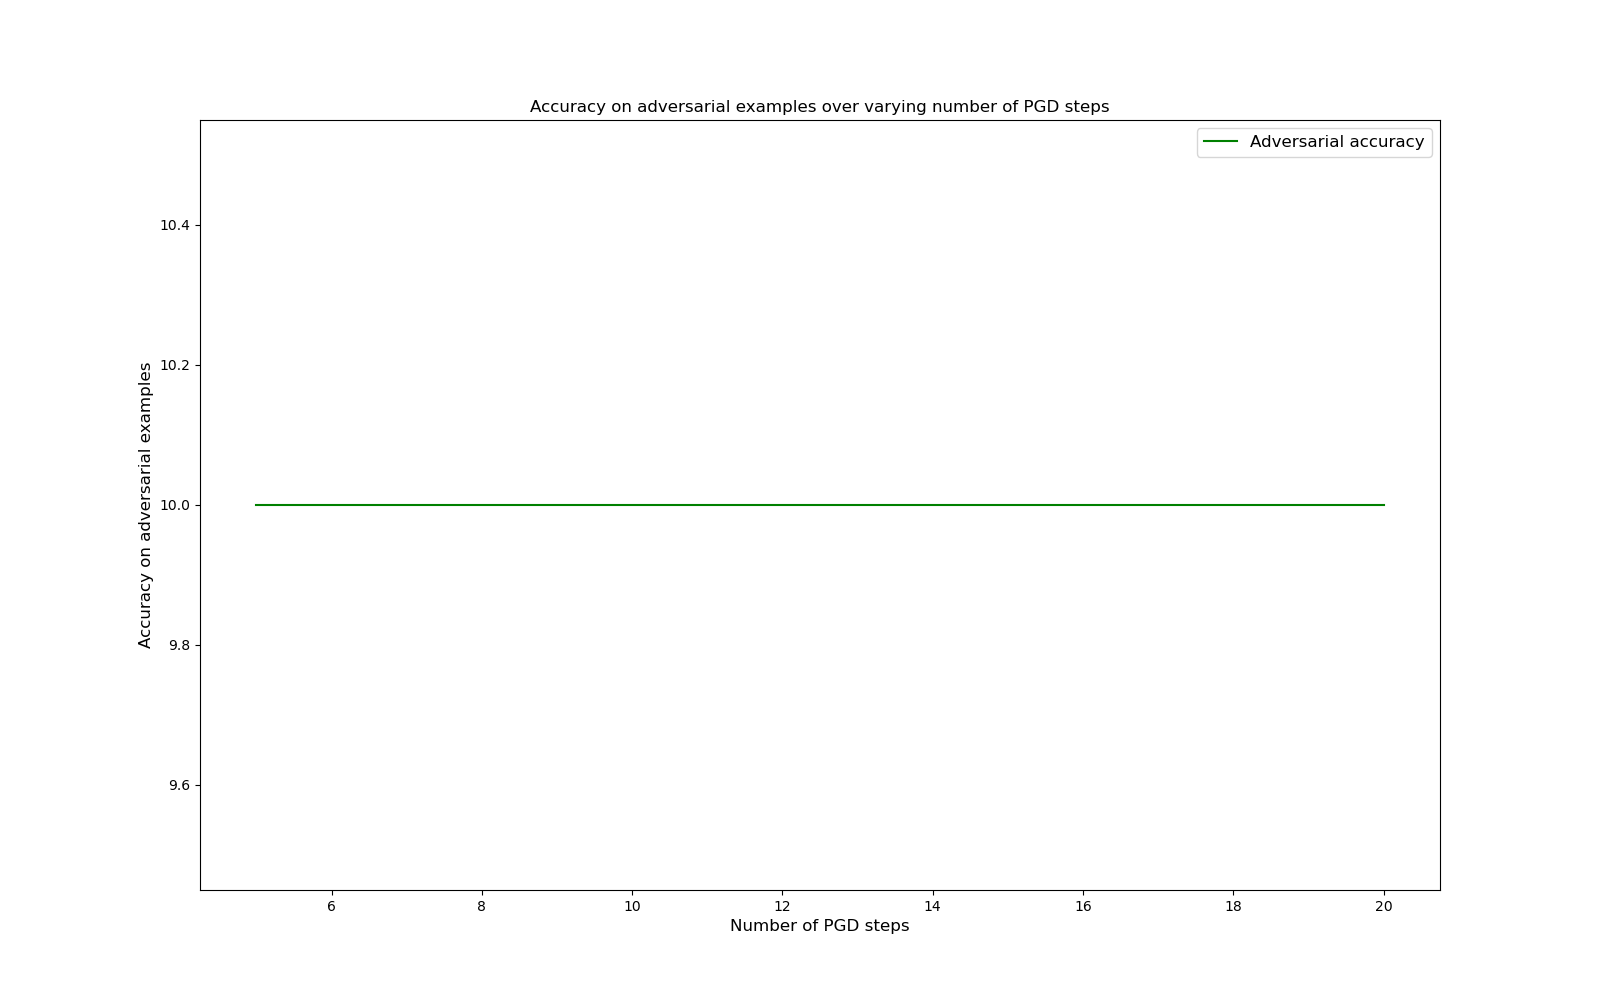 Accuracy on adversarial examples over varying number of PGD steps
Adversarial accuracy
Accuracy on adversarial examples
10.4
10.2
10.0
9.8
9.6
6 8 10 12 14 16 18 20
Number of PGD steps